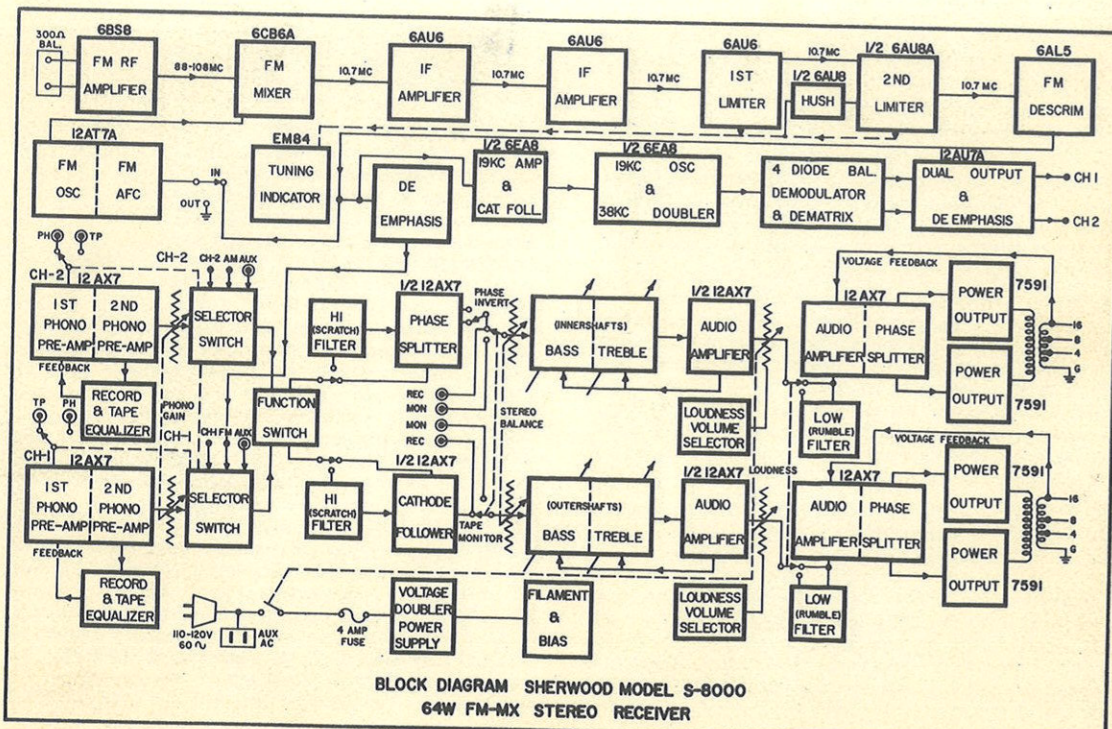 300Ω
BAL.
6BS8
FM RF
AMPLIFIER
88-108MC
6CB6A
FM
MIXER
10.7 MC
6AU6
IF
AMPLIFIER
10.7MC
6AU6
IF
AMPLIFIER
10.7 MC
6AU6
1ST
LIMITER
10.7MC
1/2 6AU8
HUSH
1/2 6AU8A
2ND
LIMITER
10.7 MC
6AL5
FM
DESCRIM
12AT7A
FM
OSC
FM
AFC
IN
OUT
EM84
TUNING
INDICATOR
DE
EMPHASIS
1/2 6EA8
19KC AMP
&
CAT. FOLL.
1/2 6EA8
19KC OSC
&
38KC DOUBLER
4 DIODE BAL.
DEMODULATOR
& DEMATRIX
12AU7A
DUAL OUTPUT
&
DE EMPHASIS
CH 1
CH 2
PH
TP
CH-2
12AX7
1ST
PHONO
PRE-AMP
2ND
PHONO
PRE-AMP
FEEDBACK
RECORD
& TAPE
EQUALIZER
CH-2
CH-2 AM AUX
SELECTOR
SWITCH
PHONO
GAIN
CH-1
FUNCTION
SWITCH
HI
(SCRATCH)
FILTER
1/2 12AX7
PHASE
SPLITTER
PHASE
INVERT
REC
MON
MON
REC
STEREO
BALANCE
(INNERSHAFTS)
BASS
TREBLE
1/2 12AX7
AUDIO
AMPLIFIER
LOUDNESS
VOLUME
SELECTOR
VOLTAGE FEEDBACK
12AX7
AUDIO
AMPLIFIER
PHASE
SPLITTER
LOW
(RUMBLE)
FILTER
POWER
OUTPUT
7591
POWER
OUTPUT
7591
16
8
4
G
TP
PH
CH-1
12AX7
1ST
PHONO
PRE-AMP
2ND
PHONO
PRE-AMP
FEEDBACK
RECORD
& TAPE
EQUALIZER
CH-1 FM AUX
SELECTOR
SWITCH
HI
(SCRATCH)
FILTER
1/2 12AX7
CATHODE
FOLLOWER
TAPE
MONITOR
(OUTERSHAFTS)
BASS
TREBLE
1/2 12AX7
AUDIO
AMPLIFIER
LOUDNESS
LOUDNESS
VOLUME
SELECTOR
VOLTAGE FEEDBACK
12AX7
AUDIO
AMPLIFIER
PHASE
SPLITTER
LOW
(RUMBLE)
FILTER
POWER
OUTPUT
7591
POWER
OUTPUT
7591
16
8
4
G
110-120V
60∿
AUX
AC
4 AMP
FUSE
VOLTAGE
DOUBLER
POWER
SUPPLY
FILAMENT
&
BIAS
BLOCK DIAGRAM SHERWOOD MODEL S-8000
64W FM-MX STEREO RECEIVER